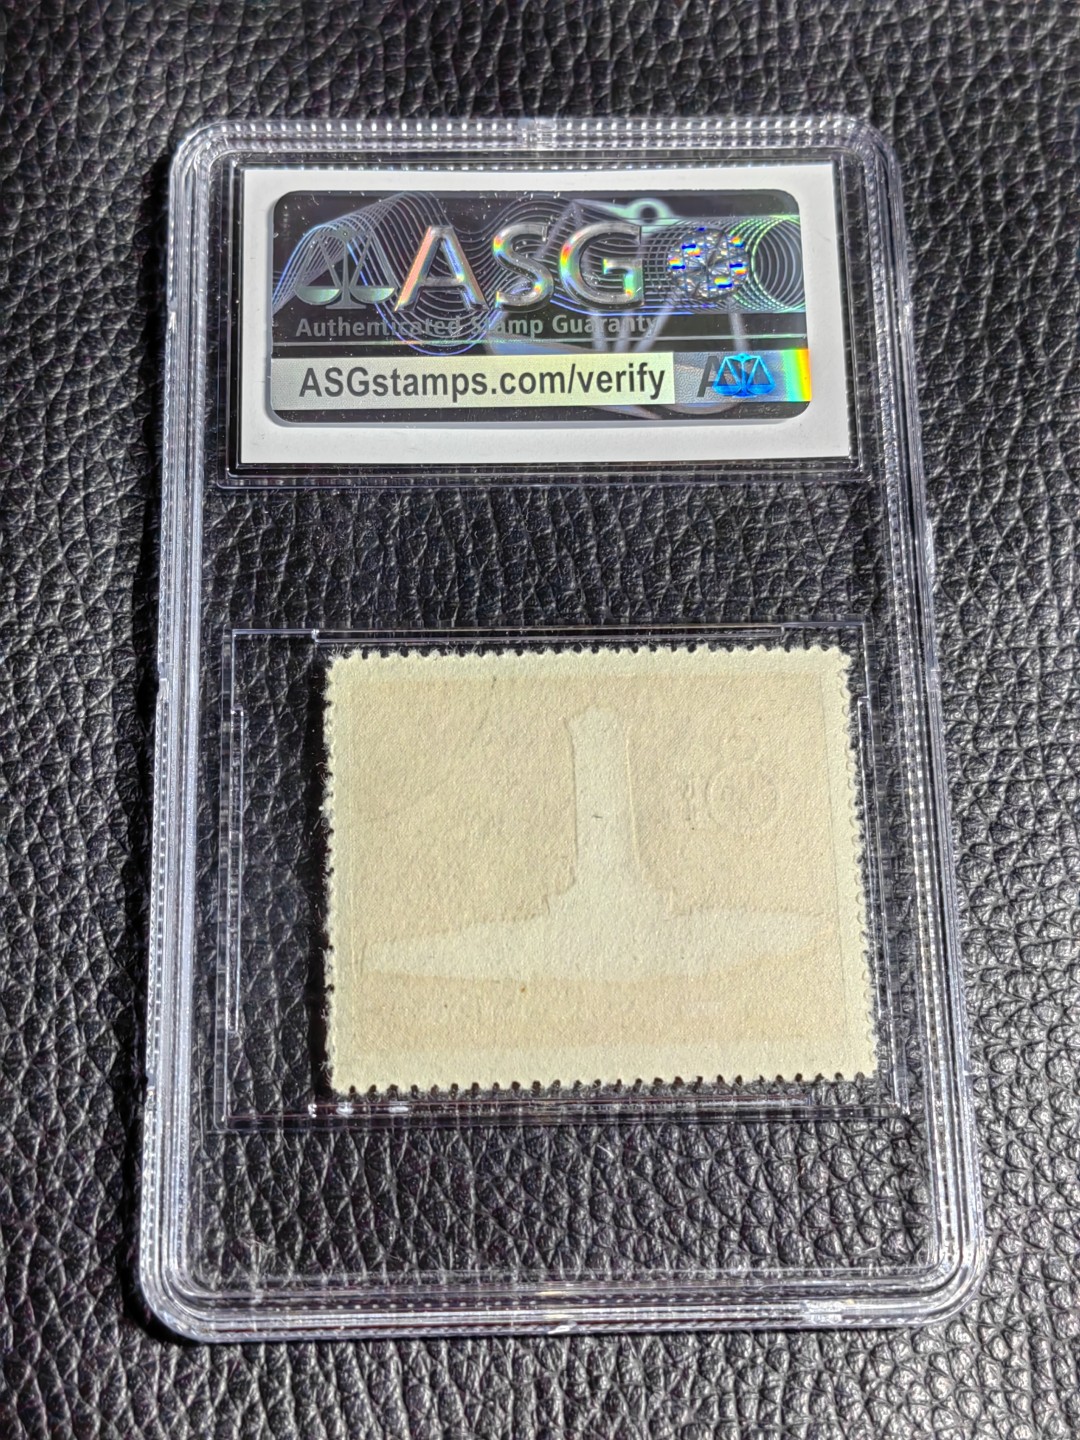 ASG
Authenticated Stamp Guaranty
ASGstamps.com/verify